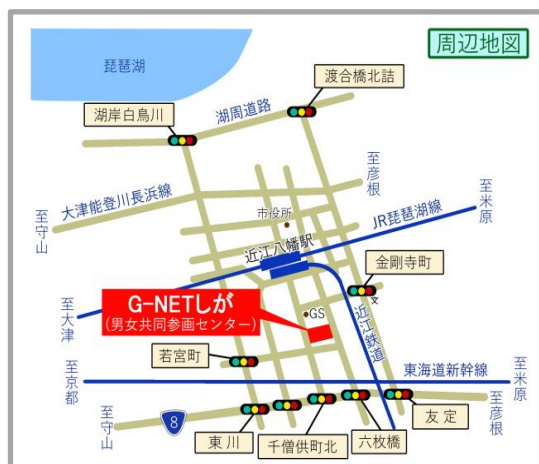 周辺地図
琵琶湖
渡合橋北詰
湖岸白鳥川
湖周道路
至彦根
至米原
大津能登川長浜線
至守山
市役所
JR琵琶湖線
近江八幡駅
金剛寺町
文
G-NETしが
(男女共同参画センター)
GS
至大津
近江鉄道
若宮町
東海道新幹線
至京都
至米原
至守山
8
東川
千僧供町北
六枚橋
友定
至彦根